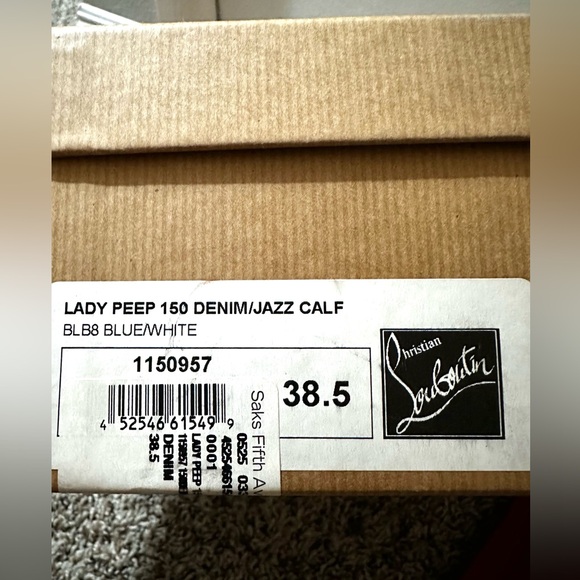 LADY PEEP 150 DENIM/JAZZ CALF
BLB8 BLUE/WHITE
1150957
38.5
Christian
Louboutin
4 52546 61549 9
Saks Fifth
0525
0001
LADY PEEP
DENIM
38.5